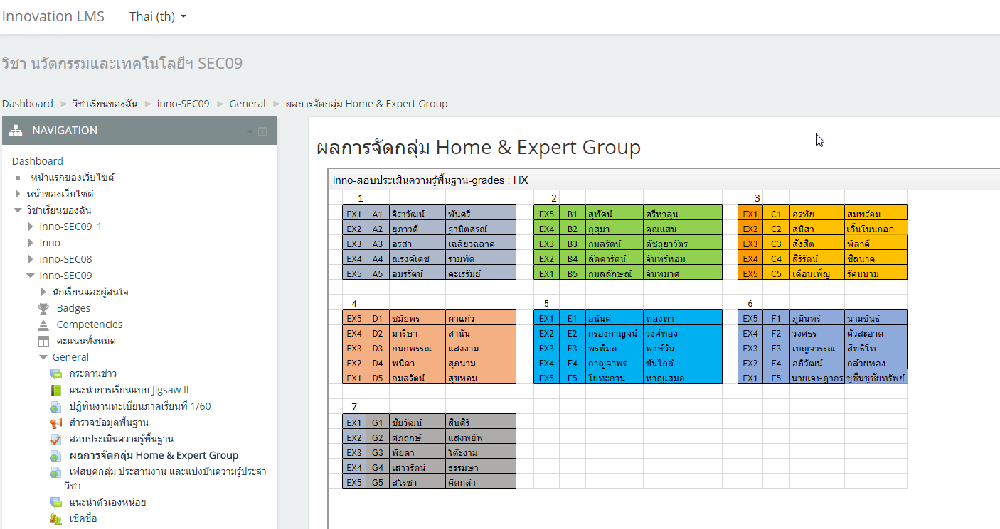 Innovation LMS Thai (th)
วิชา นวัตกรรมและเทคโนโลยีฯ SEC09
Dashboard วิชาเรียนของฉัน inno-SEC09 General ผลการจัดกลุ่ม Home & Expert Group
NAVIGATION
Dashboard
หน้าแรกของเว็บไซต์
หน้าของเว็บไซต์
วิชาเรียนของฉัน
inno-SEC09_1
Inno
inno-SEC08
inno-SEC09
นักเรียนและผู้สนใจ
Badges
Competencies
คะแนนทั้งหมด
General
กระดานข่าว
แนะนำการเรียนแบบ Jigsaw II
ปฏิทินงานทะเบียนภาคเรียนที่ 1/60
สำรวจข้อมูลพื้นฐาน
สอบประเมินความรู้พื้นฐาน
ผลการจัดกลุ่ม Home & Expert Group
เฟสบุคกลุ่ม ประสานงาน และแบ่งปันความรู้ประจำ
วิชา
แนะนำตัวเองหน่อย
เช็คชื่อ
ผลการจัดกลุ่ม Home & Expert Group
inno-สอบประเมินความรู้พื้นฐาน-grades : HX
1 2 3
EX1 A1 จิราวัฒน์ พันศรี EX5 B1 สุทัศน์ ศรีหาลุน EX1 C1 อรทัย สมพร้อม
EX2 A2 ยุภาวดี ฐานิตสรณ์ EX4 B2 กุสุมา คุณแสน EX2 C2 สุนิสา เกิ้นโนนกอก
EX3 A3 อรสา เฉลียวฉลาด EX3 B3 กมลรัตน์ ดัชถุยาวัตร EX3 C3 สังสิต พิลาดี
EX4 A4 ณรงค์เดช รามพัด EX2 B4 ลัดดารัตน์ จันทร์หอม EX4 C4 สิริรัตน์ ชิลนาค
EX5 A5 อมรรัตน์ คะเรรัมย์ EX1 B5 กมลลักษณ์ จันทมาศ EX5 C5 เดือนเพ็ญ รัตนนาม
4 5 6
EX5 D1 ชมัยพร ผาแก้ว EX1 E1 อนันต์ ทองทา EX5 F1 ภูมินทร์ นามขันธ์
EX4 D2 มาริษา สานัน EX2 E2 กรองกาญจน์ วงศ์ทอง EX4 F2 วงศธร ตัวสะอาด
EX3 D3 กนกพรรณ แสงงาม EX3 E3 พรพิมล พงษ์วัน EX3 F3 เบญจวรรณ สิทธิโท
EX2 D4 พนิดา สุภนาม EX4 E4 กาญจาพร ขันใกล้ EX2 F4 อภิวัฒน์ กล้วยทอง
EX1 D5 กมลรัตน์ สุขหอม EX5 E5 โยทะกาน หาญเสมอ EX1 F5 นายเจษฎากร ชูชื่นชูชัยทรัพย์
7
EX1 G1 ชัยวัฒน์ สินศิริ
EX2 G2 ศุภฤกษ์ แสงพยัพ
EX3 G3 พิยดา โต๊ะงาม
EX4 G4 เสาวรัตน์ ธรรมษา
EX5 G5 สโรชา คิดกล้า